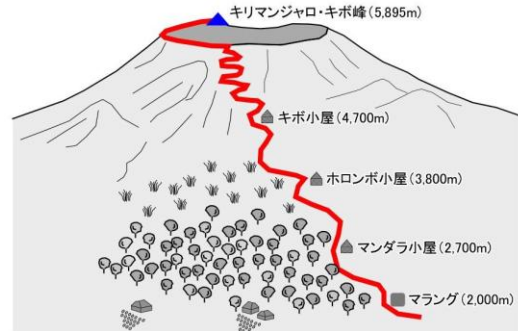 キリマンジャロ・キボ峰(5,895m)
キボ小屋(4,700m)
ホロンボ小屋(3,800m)
マンダラ小屋(2,700m)
マラング(2,000m)